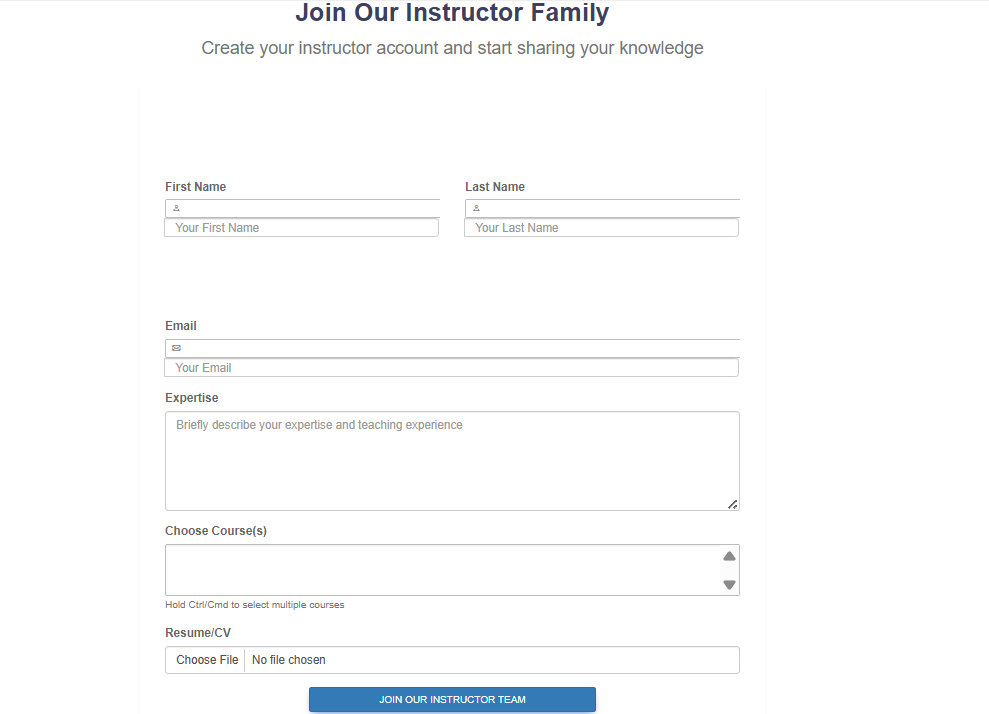 Join Our Instructor Family
Create your instructor account and start sharing your knowledge
First Name
Last Name
Your First Name
Your Last Name
Email
Your Email
Expertise
Briefly describe your expertise and teaching experience
Choose Course(s)
Hold Ctrl/Cmd to select multiple courses
Resume/CV
Choose File No file chosen
JOIN OUR INSTRUCTOR TEAM